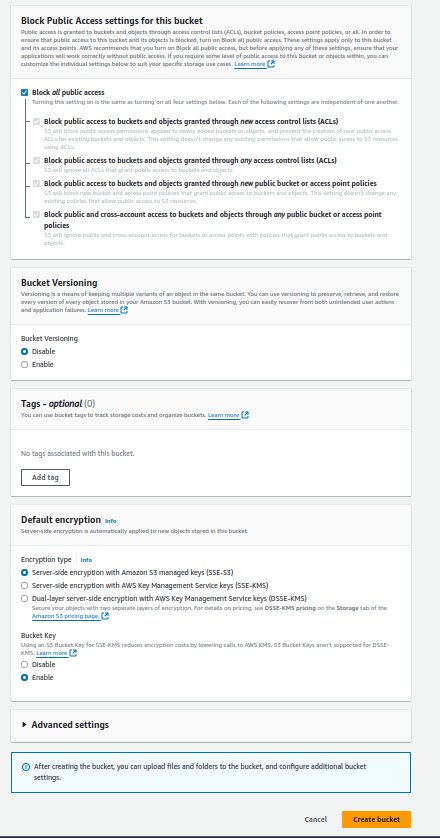 Block Public Access settings for this bucket
Public access is granted to buckets and objects through access control lists (ACLs), bucket policies, access point policies, or all. In order to
ensure that public access to this bucket and its objects is blocked, turn on Block all public access. These settings apply only to this bucket
and its access points. AWS recommends that you turn on Block all public access, but before applying any of these settings, ensure that your
applications will work correctly without public access. If you require some level of public access to this bucket or objects within, you can
customize the individual settings below to suit your specific storage use cases. Learn more
Block all public access
Turning this setting on is the same as turning on all four settings below. Each of the following settings are independent of one another.
Block public access to buckets and objects granted through new access control lists (ACLs)
S3 will block public access permissions applied to newly added buckets or objects, and prevent the creation of new public access
ACLs for existing buckets and objects. This setting doesn't change any existing permissions that allow public access to S3 resources
using ACLs.
Block public access to buckets and objects granted through any access control lists (ACLs)
S3 will ignore all ACLs that grant public access to buckets and objects.
Block public access to buckets and objects granted through new public bucket or access point policies
S3 will block new bucket and access point policies that grant public access to buckets and objects. This setting doesn't change any
existing policies that allow public access to S3 resources.
Block public and cross-account access to buckets and objects through any public bucket or access point
policies
S3 will ignore public and cross-account access for buckets or access points with policies that grant public access to buckets and
objects.
Bucket Versioning
Versioning is a means of keeping multiple variants of an object in the same bucket. You can use versioning to preserve, retrieve, and restore
every version of every object stored in your Amazon S3 bucket. With versioning, you can easily recover from both unintended user actions
and application failures. Learn more
Bucket Versioning
Disable
Enable
Tags - optional (0)
You can use bucket tags to track storage costs and organize buckets. Learn more
No tags associated with this bucket.
Add tag
Default encryption Info
Server-side encryption is automatically applied to new objects stored in this bucket.
Encryption type Info
Server-side encryption with Amazon S3 managed keys (SSE-S3)
Server-side encryption with AWS Key Management Service keys (SSE-KMS)
Dual-layer server-side encryption with AWS Key Management Service keys (DSSE-KMS)
Secure your objects with two separate layers of encryption. For details on pricing, see DSSE-KMS pricing on the Storage tab of the
Amazon S3 pricing page.
Bucket Key
Using an S3 Bucket Key for SSE-KMS reduces encryption costs by lowering calls to AWS KMS. S3 Bucket Keys aren't supported for DSSE-
KMS. Learn more
Disable
Enable
Advanced settings
After creating the bucket, you can upload files and folders to the bucket, and configure additional bucket
settings.
Cancel
Create bucket